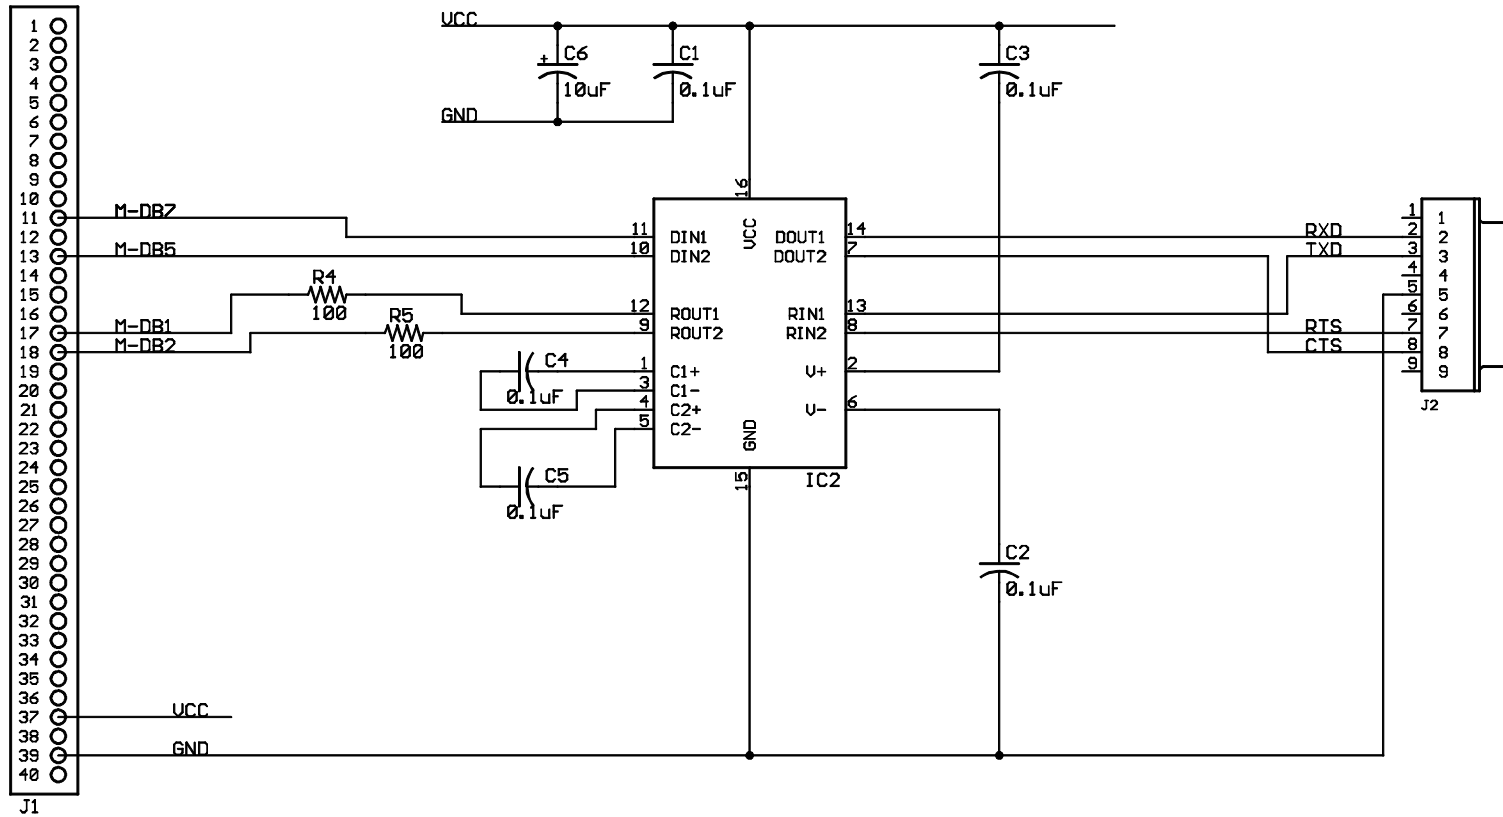 1
2
3
4
5
6
7
8
9
10
11
12
13
14
15
16
17
18
19
20
21
22
23
24
25
26
27
28
29
30
31
32
33
34
35
36
37
38
39
40
J1
M-DB7
M-DB5
M-DB1
M-DB2
VCC
GND
R4
100
R5
100
VCC
GND
+ C6
10uF
C1
0.1uF
C3
0.1uF
C4
0.1uF
C5
0.1uF
16
VCC
11 DIN1
10 DIN2
12 ROUT1
9 ROUT2
1 C1+
3 C1-
4 C2+
5 C2-
DOUT1 14
DOUT2 7
RIN1 13
RIN2 8
V+ 2
V- 6
GND
15
IC2
C2
0.1uF
RXD
TXD
RTS
CTS
1 1
2 2
3 3
4 4
5 5
6 6
7 7
8 8
9 9
J2